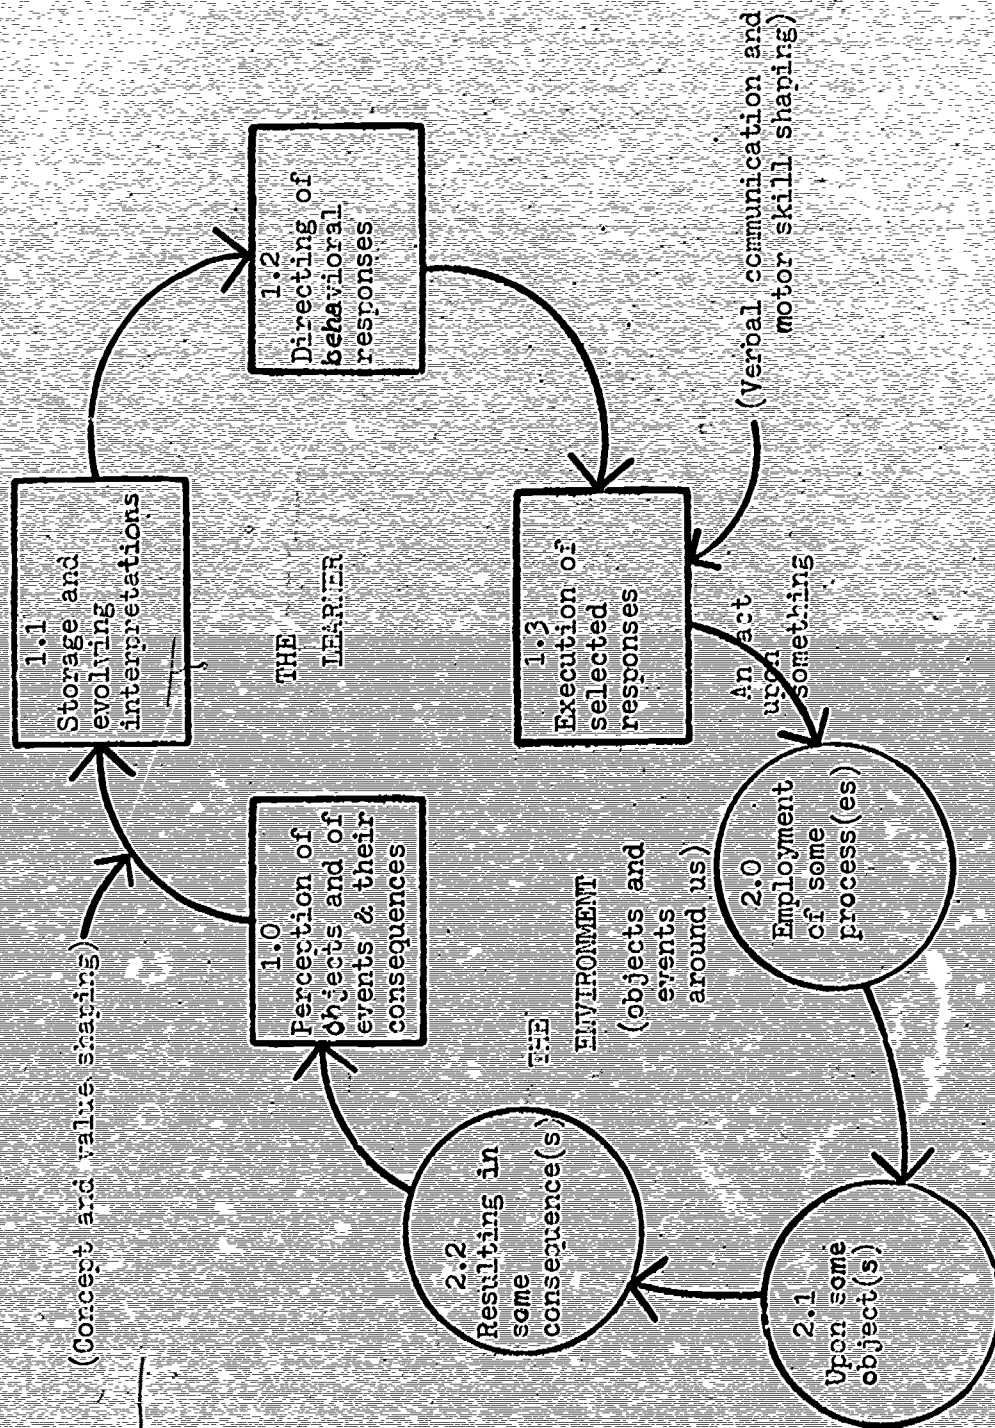 (Concept and value shaping)
1.1
Storage and
evolving
interpretations
1.0
Perception of
objects and of
events & their
consequences
1.2
Directing of
behavioral
responses
THE
LEARNER
2.2
Resulting in
some
consequence(s)
THE
ENVIRONMENT
(objects and
events
around us)
1.3
Execution of
selected
responses
An act
upon
something
(Verbal communication and
motor skill shaping)
2.0
Employment
of some
process(es)
2.1
Upon some
object(s)